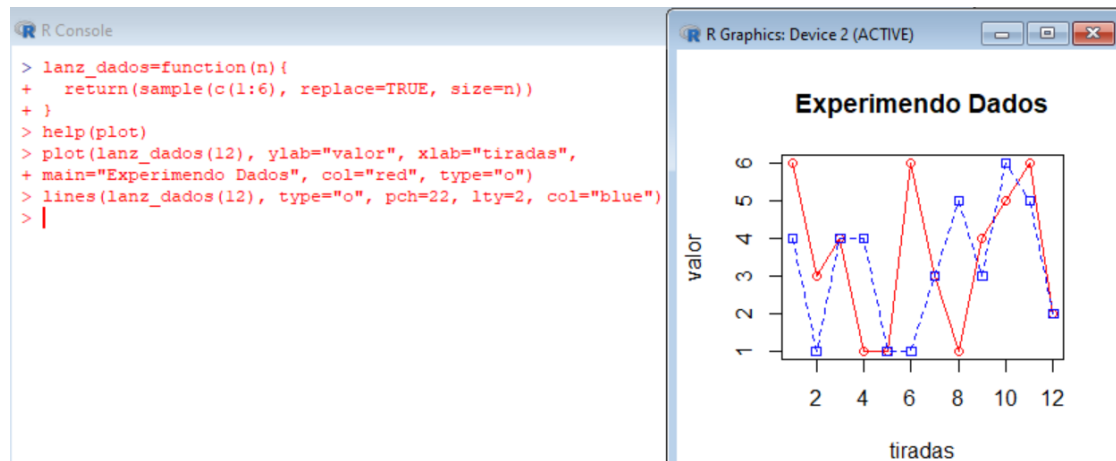 R Console
> lanz_dados=function(n){
+   return(sample(c(1:6), replace=TRUE, size=n))
+ }
> help(plot)
> plot(lanz_dados(12), ylab="valor", xlab="tiradas",
+ main="Experimendo Dados", col="red", type="o")
> lines(lanz_dados(12), type="o", pch=22, lty=2, col="blue")
>
R Graphics: Device 2 (ACTIVE)
Experimendo Dados
valor
6
5
4
3
2
1
2 4 6 8 10 12
tiradas